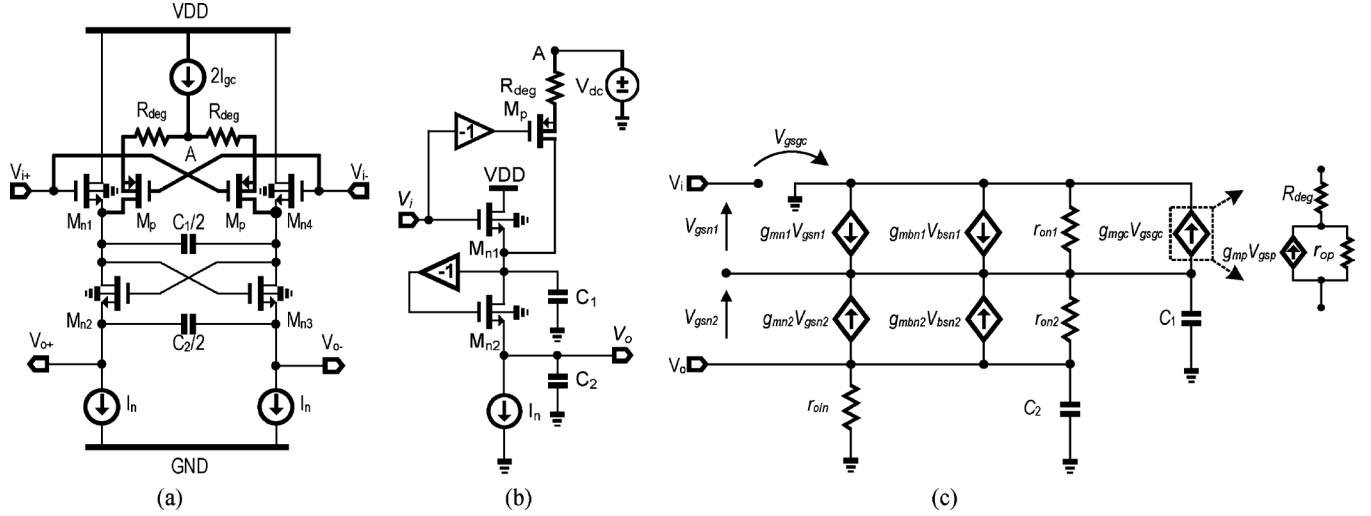 VDD
2Igc
Rdeg Rdeg
A
Vi+ Vi-
Mn1 Mp Mp Mn4
C1/2
Mn2 Mn3
C2/2
Vo+ Vo-
In In
GND
(a)
A
Rdeg
Vdc
Mp
-1
VDD
Vi
Mn1
-1
C1
Mn2
Vo
C2
In
(b)
Vgsgc
Vi
Vgsn1 gmn1Vgsn1 gmbn1Vbsn1 ron1 gmgcVgsgc
Vgsn2 gmn2Vgsn2 gmbn2Vbsn2 ron2 C1
Vo
roIn C2
Rdeg
gmpVgsp rop
(c)